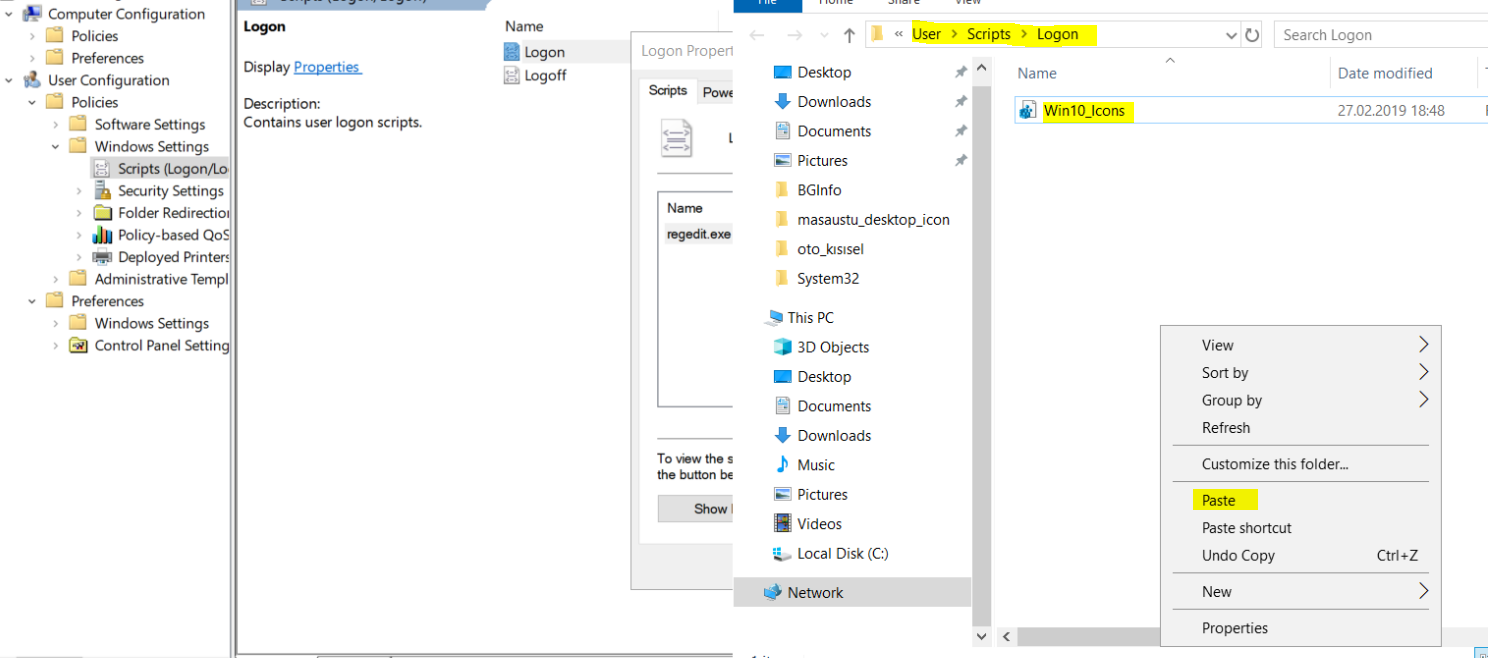 Computer Configuration
Policies
Preferences
User Configuration
Policies
Software Settings
Windows Settings
Scripts (Logon/Lo
Security Settings
Folder Redirectio
Policy-based QoS
Deployed Printers
Administrative Templ
Preferences
Windows Settings
Control Panel Setting
Logon
Display Properties
Description:
Contains user logon scripts.
Name
Logon
Logoff
Logon Propert
Scripts
Powe
L
Name
regedit.exe
To view the s
the button be
Show
File
Home
Share
View
« User > Scripts > Logon
Search Logon
Desktop
Downloads
Documents
Pictures
BGInfo
masaustu_desktop_icon
oto_kısısel
System32
This PC
3D Objects
Desktop
Documents
Downloads
Music
Pictures
Videos
Local Disk (C:)
Network
Name
Date modified
Win10_Icons
27.02.2019 18:48
View
Sort by
Group by
Refresh
Customize this folder...
Paste
Paste shortcut
Undo Copy Ctrl+Z
New
Properties